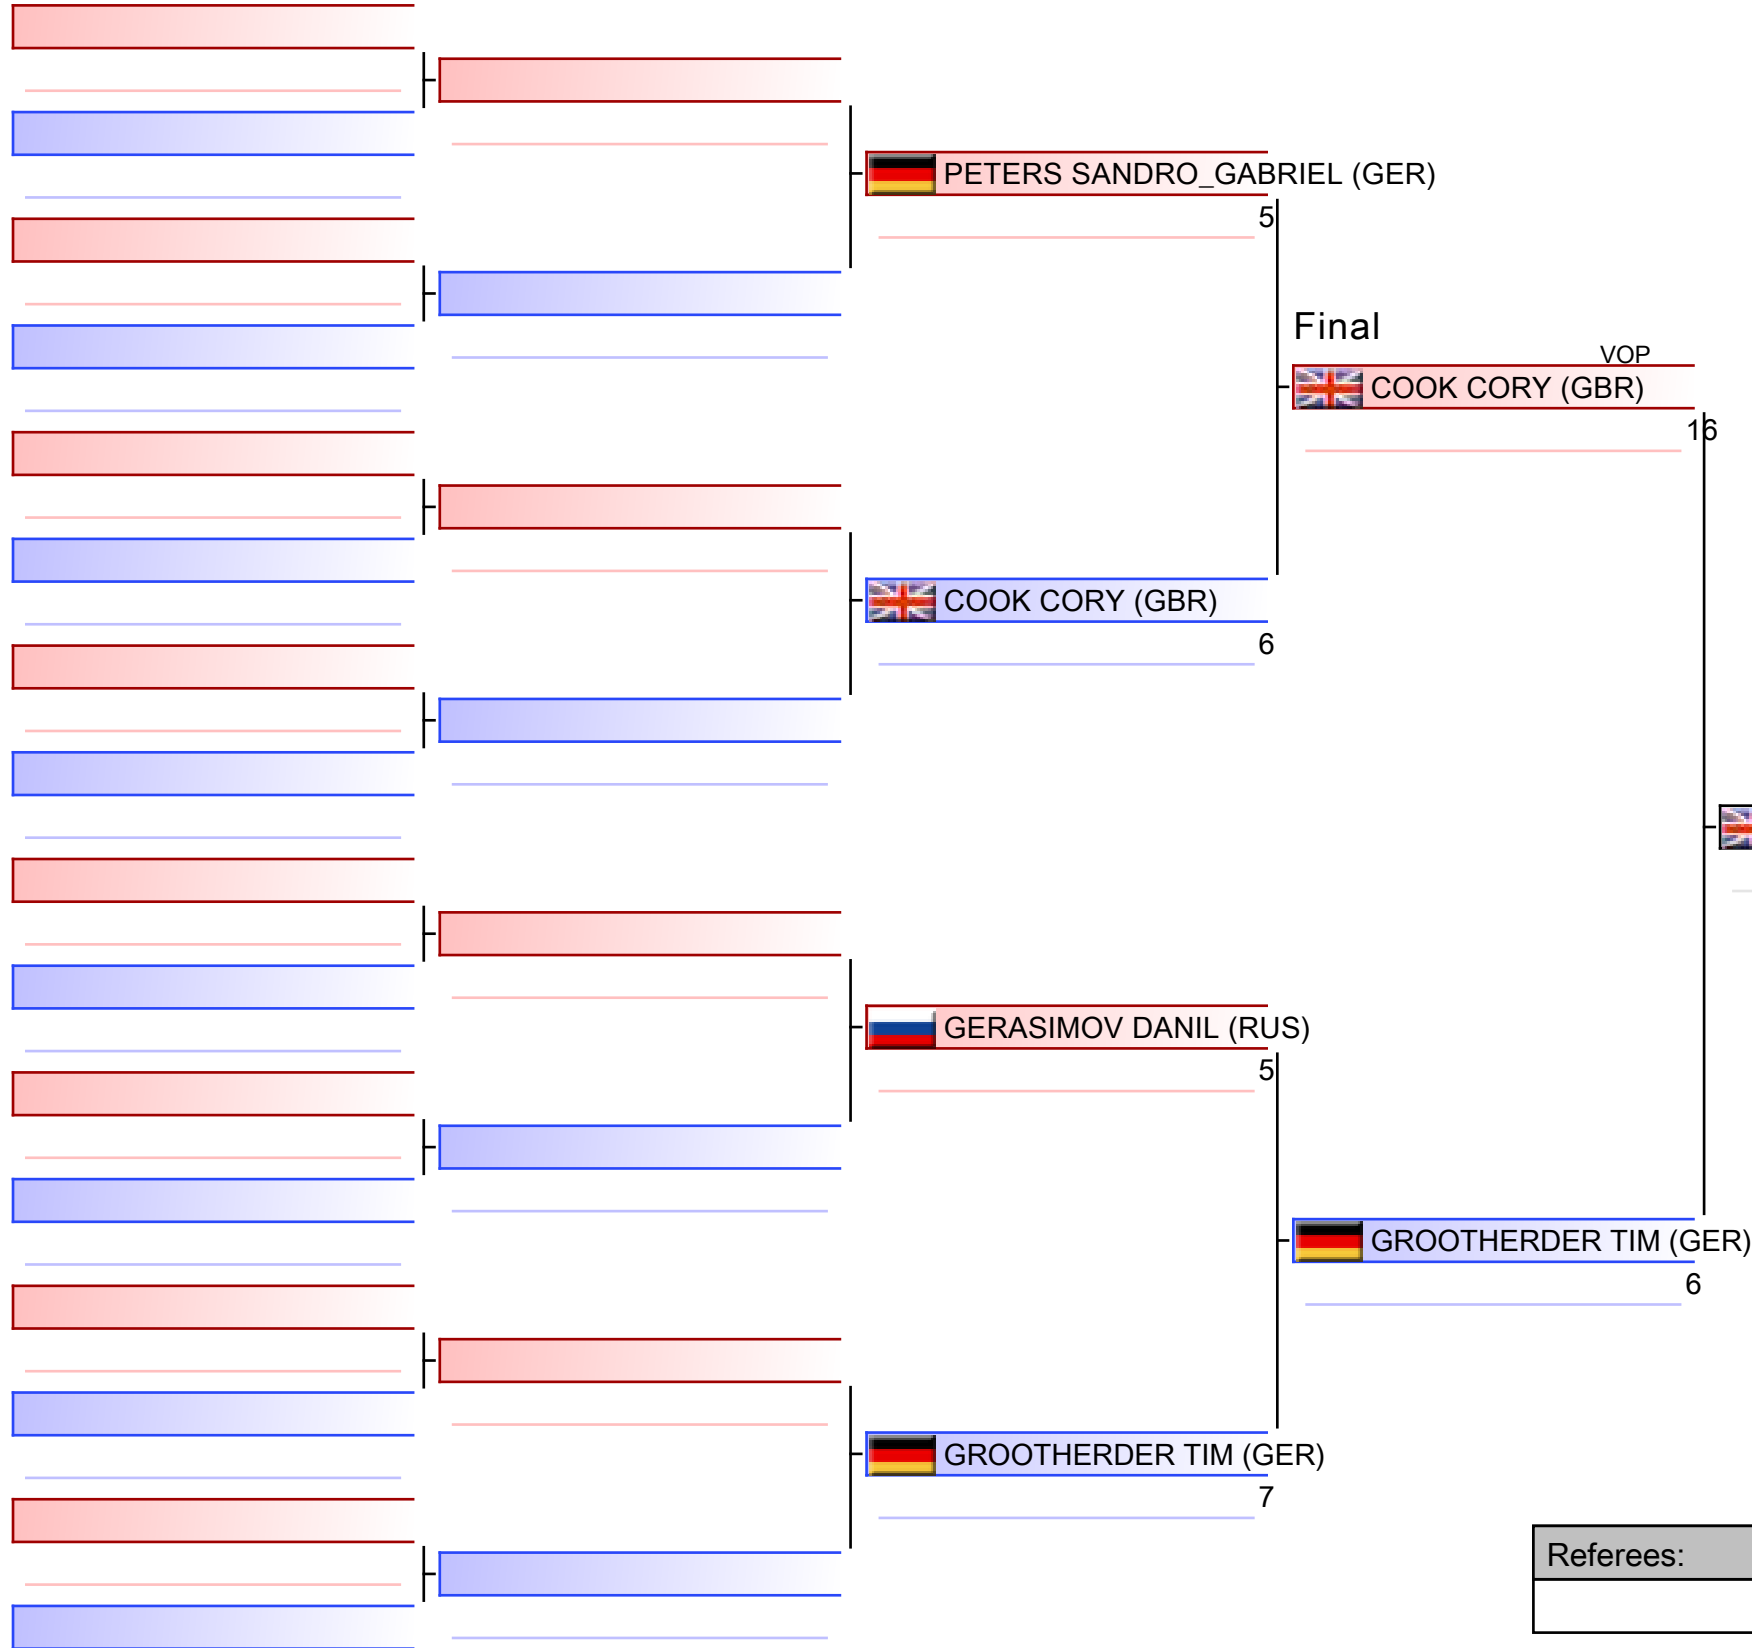 PETERS SANDRO_GABRIEL (GER)
5
Final
VOP
COOK CORY (GBR)
16
COOK CORY (GBR)
6
GERASIMOV DANIL (RUS)
5
GROOTHERDER TIM (GER)
6
GROOTHERDER TIM (GER)
7
Referees: